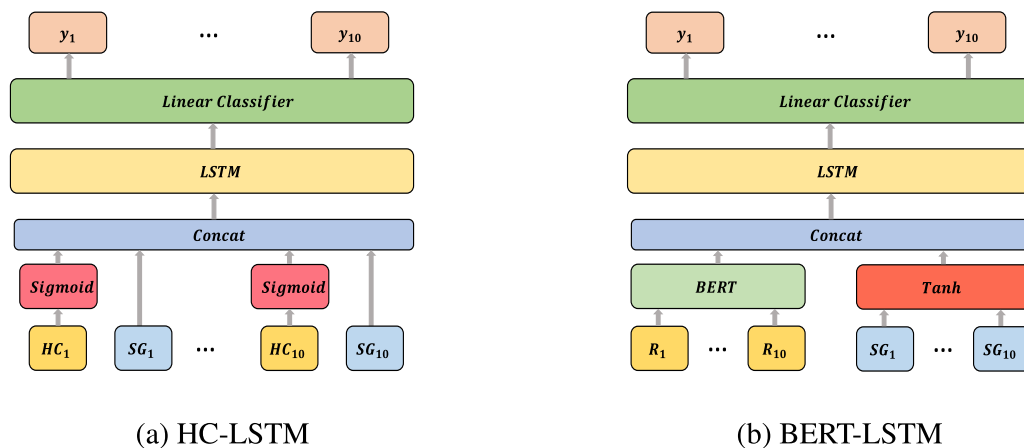 y1 ... y10
Linear Classifier
LSTM
Concat
Sigmoid Sigmoid
HC1 SG1 ... HC10 SG10
(a) HC-LSTM
y1 ... y10
Linear Classifier
LSTM
Concat
BERT Tanh
R1 ... R10 SG1 ... SG10
(b) BERT-LSTM